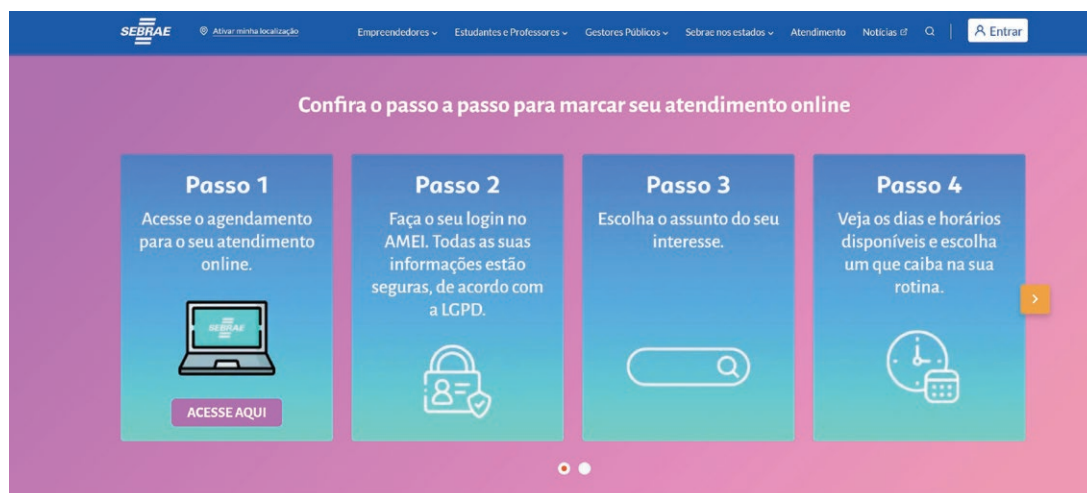 SEBRAE
Ativar minha localização
Empreendedores
Estudantes e Professores
Gestores Públicos
Sebrae nos estados
Atendimento
Notícias
Entrar
Confira o passo a passo para marcar seu atendimento online
Passo 1
Acesse o agendamento
para o seu atendimento
online.
SEBRAE
ACESSE AQUI
Passo 2
Faça o seu login no
AMEI. Todas as suas
informações estão
seguras, de acordo com
a LGPD.
Passo 3
Escolha o assunto do seu
interesse.
Passo 4
Veja os dias e horários
disponíveis e escolha
um que caiba na sua
rotina.